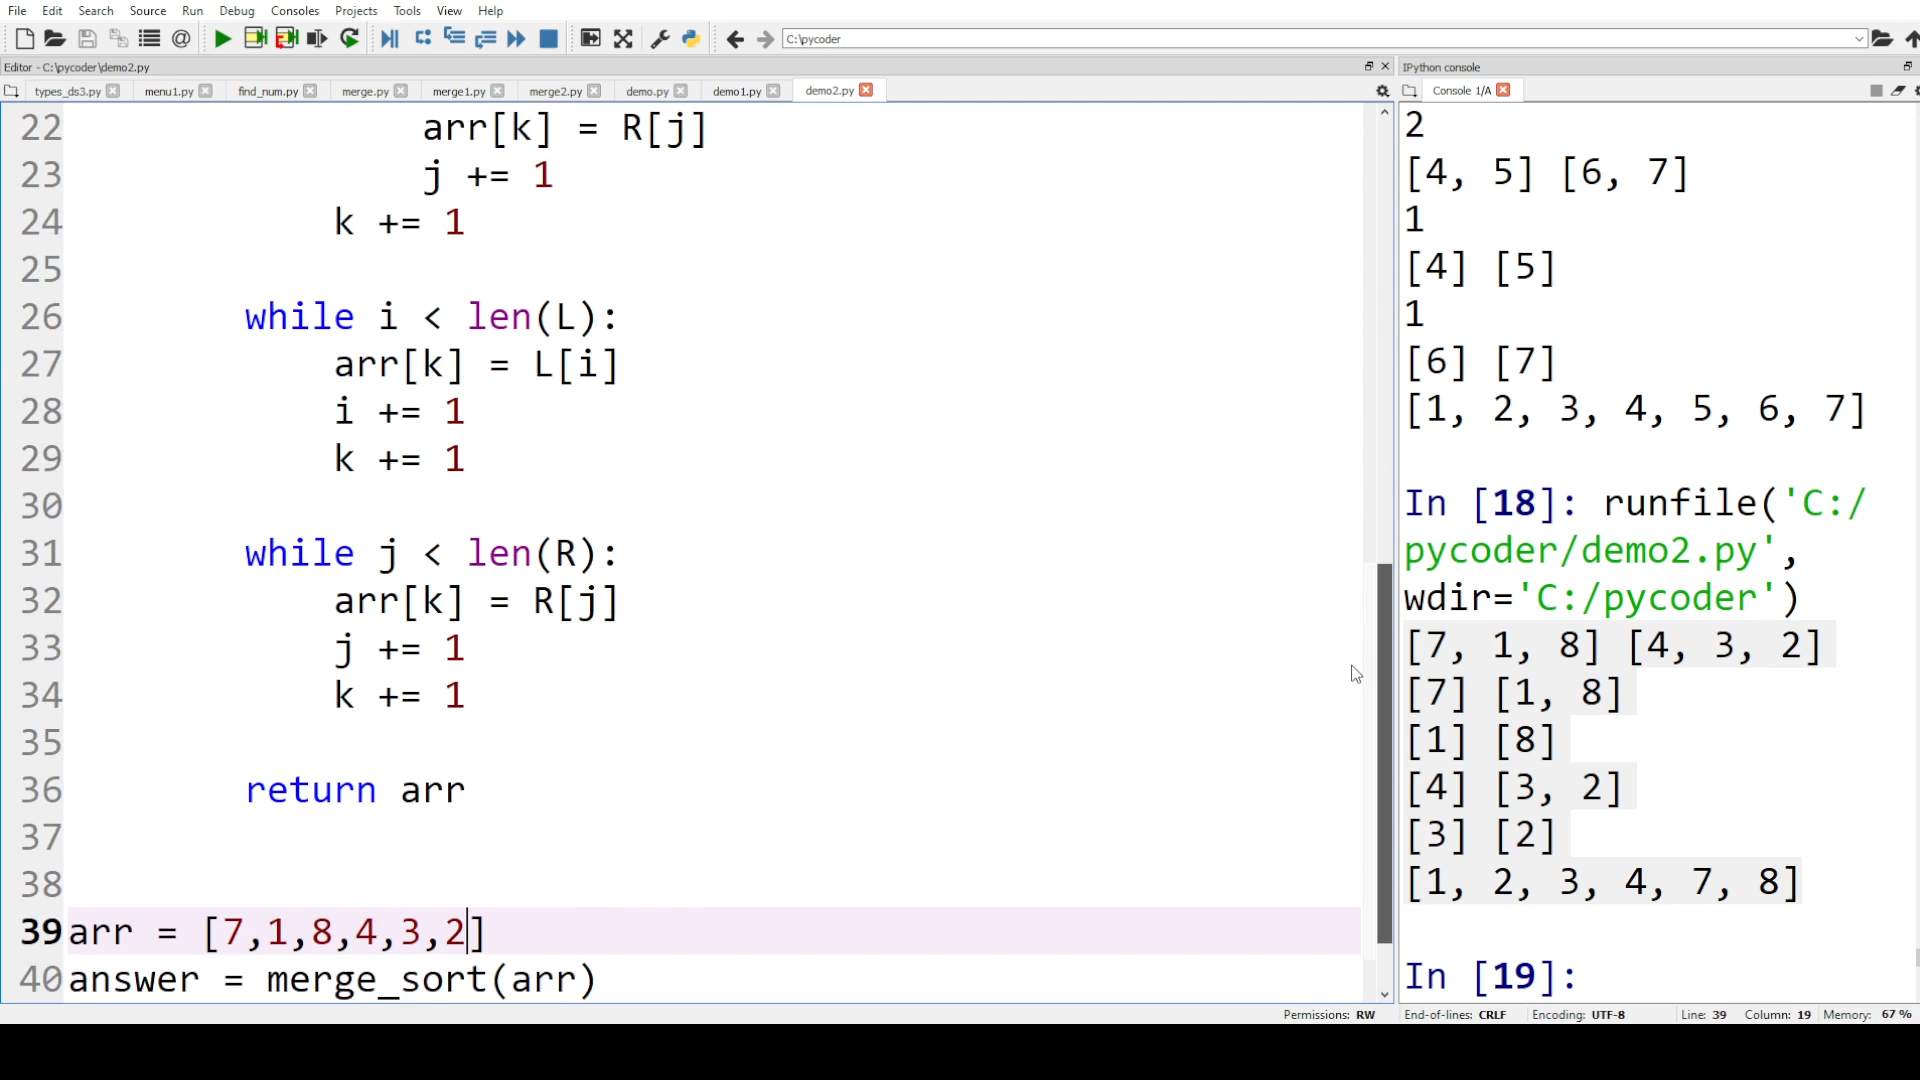 File Edit Search Source Run Debug Consoles Projects Tools View Help
C:\pycoder
Editor - C:\pycoder\demo2.py
types_ds3.py menu1.py find_num.py merge.py merge1.py merge2.py demo.py demo1.py demo2.py
22 arr[k] = R[j]
23 j += 1
24 k += 1
25
26 while i < len(L):
27 arr[k] = L[i]
28 i += 1
29 k += 1
30
31 while j < len(R):
32 arr[k] = R[j]
33 j += 1
34 k += 1
35
36 return arr
37
38
39 arr = [7,1,8,4,3,2]
40 answer = merge_sort(arr)
IPython console
Console 1/A
2
[4, 5] [6, 7]
1
[4] [5]
1
[6] [7]
[1, 2, 3, 4, 5, 6, 7]
In [18]: runfile('C:/
pycoder/demo2.py',
wdir='C:/pycoder')
[7, 1, 8] [4, 3, 2]
[7] [1, 8]
[1] [8]
[4] [3, 2]
[3] [2]
[1, 2, 3, 4, 7, 8]
In [19]:
Permissions: RW End-of-lines: CRLF Encoding: UTF-8 Line: 39 Column: 19 Memory: 67 %